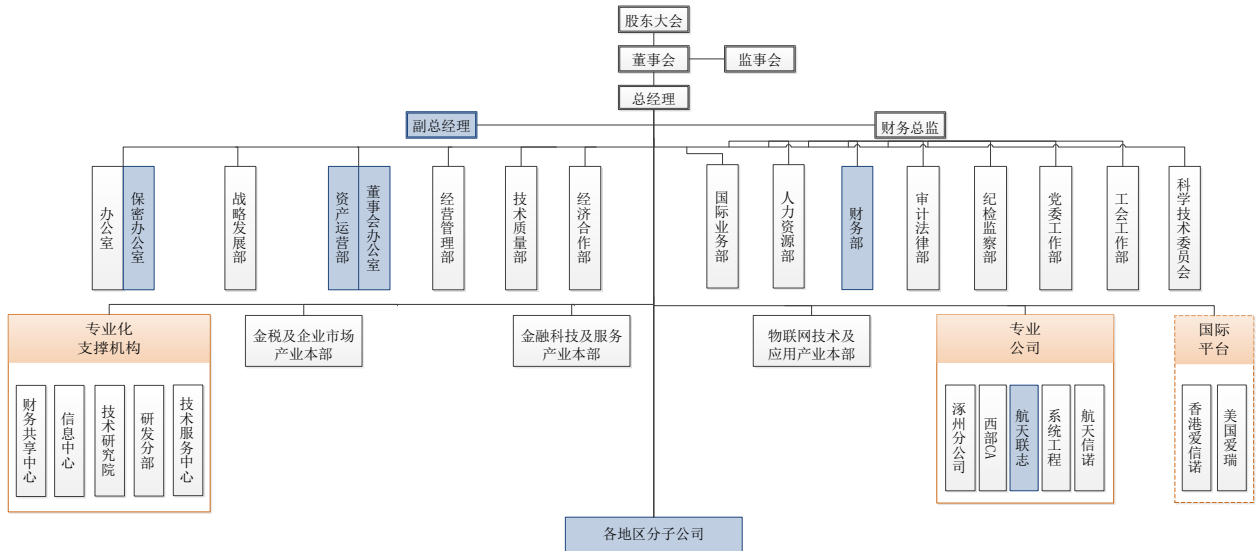 股东大会
董事会
监事会
总经理
副总经理
财务总监
办公室
保密办公室
战略发展部
资产运营部
董事会办公室
经营管理部
技术质量部
经济合作部
国际业务部
人力资源部
财务部
审计法律部
纪检监察部
党委工作部
工会工作部
科学技术委员会
专业化
支撑机构
金税及企业市场
产业本部
金融科技及服务
产业本部
物联网技术及
应用产业本部
专业
公司
国际
平台
财务共享中心
信息中心
技术研究院
研发分部
技术服务中心
涿州分公司
西部CA
航天联志
系统工程
航天信诺
香港爱信诺
美国爱瑞
各地区分子公司